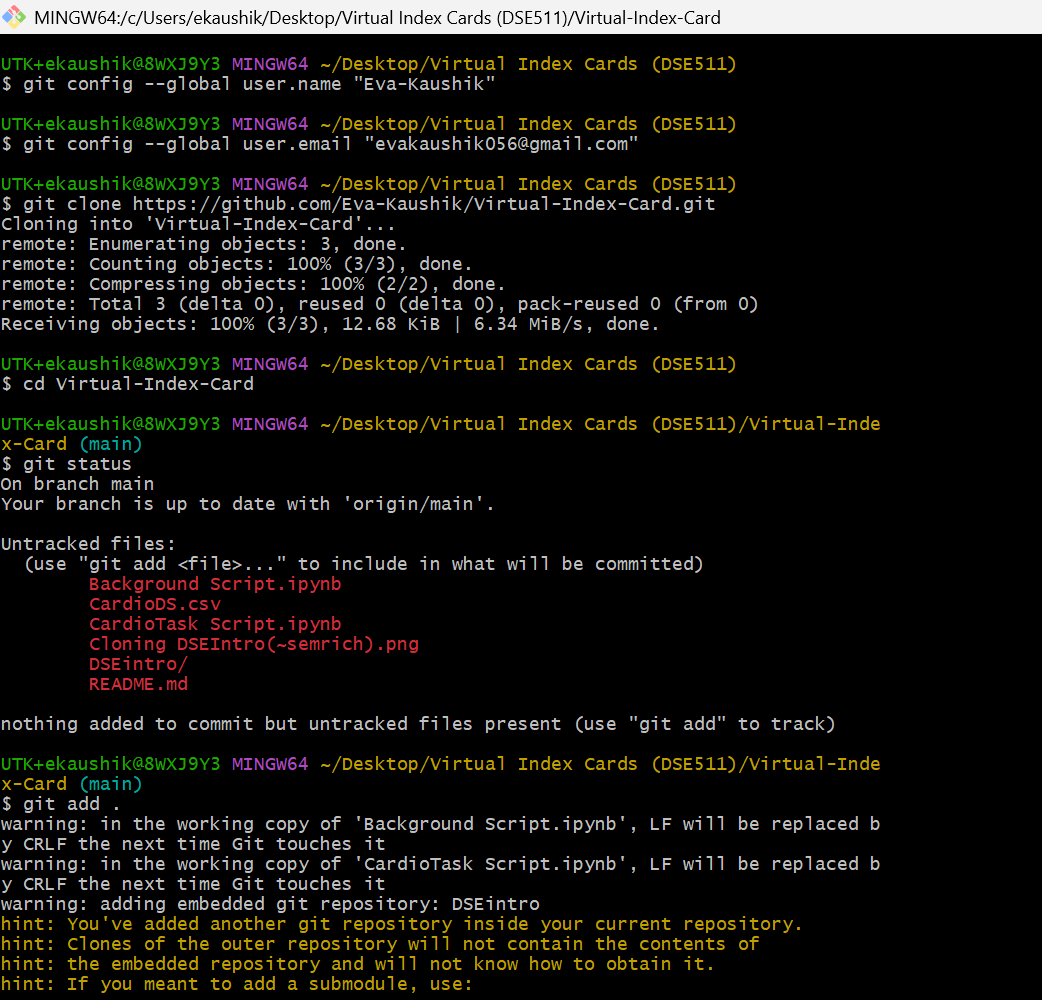 MINGW64:/c/Users/ekaushik/Desktop/Virtual Index Cards (DSE511)/Virtual-Index-Card
UTK+ekaushik@8WXJ9Y3 MINGW64 ~/Desktop/Virtual Index Cards (DSE511)
$ git config --global user.name "Eva-Kaushik"
UTK+ekaushik@8WXJ9Y3 MINGW64 ~/Desktop/Virtual Index Cards (DSE511)
$ git config --global user.email "evakaushik056@gmail.com"
UTK+ekaushik@8WXJ9Y3 MINGW64 ~/Desktop/Virtual Index Cards (DSE511)
$ git clone https://github.com/Eva-Kaushik/Virtual-Index-Card.git
Cloning into 'Virtual-Index-Card'...
remote: Enumerating objects: 3, done.
remote: Counting objects: 100% (3/3), done.
remote: Compressing objects: 100% (2/2), done.
remote: Total 3 (delta 0), reused 0 (delta 0), pack-reused 0 (from 0)
Receiving objects: 100% (3/3), 12.68 KiB | 6.34 MiB/s, done.
UTK+ekaushik@8WXJ9Y3 MINGW64 ~/Desktop/Virtual Index Cards (DSE511)
$ cd Virtual-Index-Card
UTK+ekaushik@8WXJ9Y3 MINGW64 ~/Desktop/Virtual Index Cards (DSE511)/Virtual-Inde
x-Card (main)
$ git status
On branch main
Your branch is up to date with 'origin/main'.
Untracked files:
  (use "git add <file>..." to include in what will be committed)
        Background Script.ipynb
        CardioDS.csv
        CardioTask Script.ipynb
        Cloning DSEIntro(~semrich).png
        DSEintro/
        README.md
nothing added to commit but untracked files present (use "git add" to track)
UTK+ekaushik@8WXJ9Y3 MINGW64 ~/Desktop/Virtual Index Cards (DSE511)/Virtual-Inde
x-Card (main)
$ git add .
warning: in the working copy of 'Background Script.ipynb', LF will be replaced b
y CRLF the next time Git touches it
warning: in the working copy of 'CardioTask Script.ipynb', LF will be replaced b
y CRLF the next time Git touches it
warning: adding embedded git repository: DSEintro
hint: You've added another git repository inside your current repository.
hint: Clones of the outer repository will not contain the contents of
hint: the embedded repository and will not know how to obtain it.
hint: If you meant to add a submodule, use: